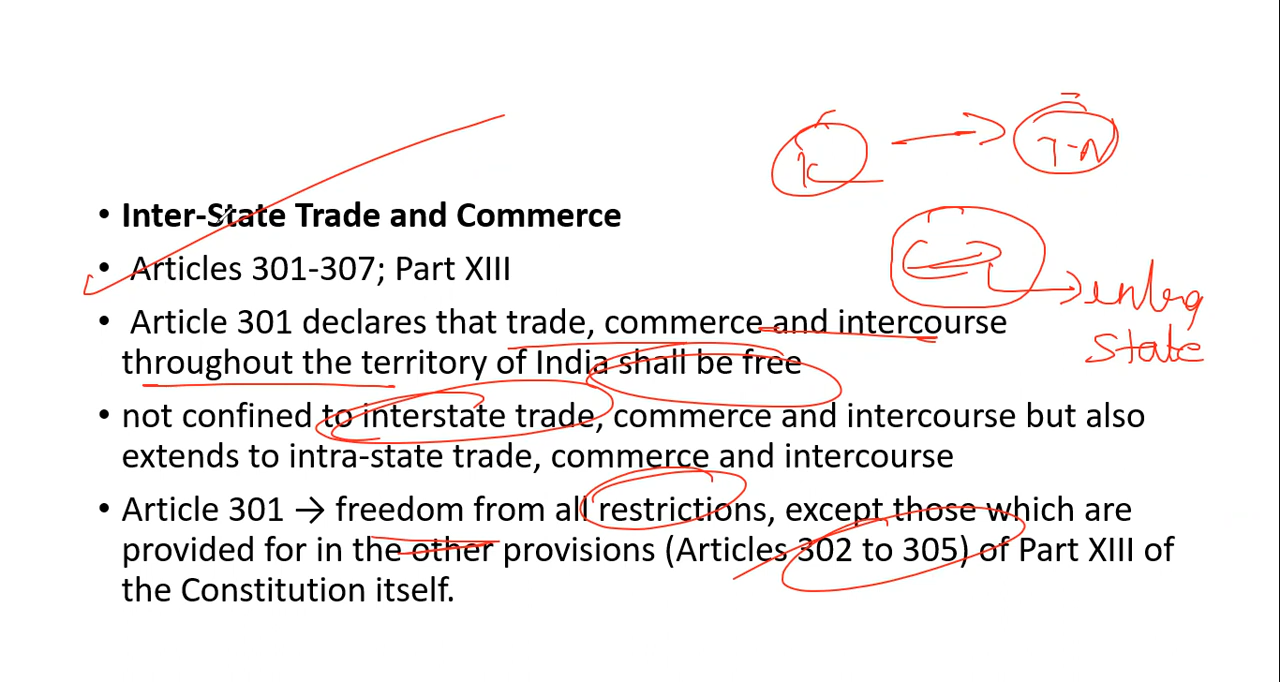 K
T-N
• Inter-State Trade and Commerce
• Articles 301-307; Part XIII
• Article 301 declares that trade, commerce and intercourse
throughout the territory of India shall be free
state
• not confined to interstate trade, commerce and intercourse but also
extends to intra-state trade, commerce and intercourse
• Article 301 → freedom from all restrictions, except those which are
provided for in the other provisions (Articles 302 to 305) of Part XIII of
the Constitution itself.